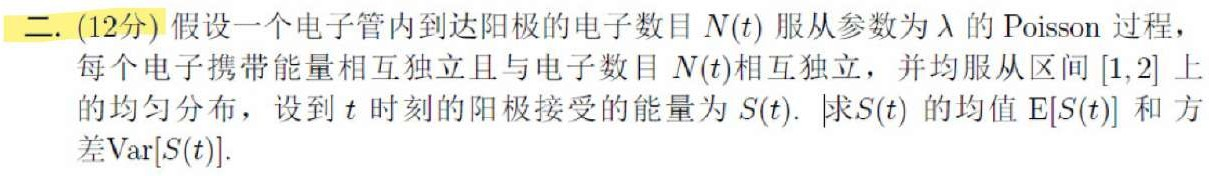 二. (12分) 假设一个电子管内到达阳极的电子数目 N(t) 服从参数为 λ 的 Poisson 过程,
每个电子携带能量相互独立且与电子数目 N(t)相互独立，并均服从区间 [1, 2] 上
的均匀分布，设到 t 时刻的阳极接受的能量为 S(t). 求S(t) 的均值 E[S(t)] 和 方
差Var[S(t)].